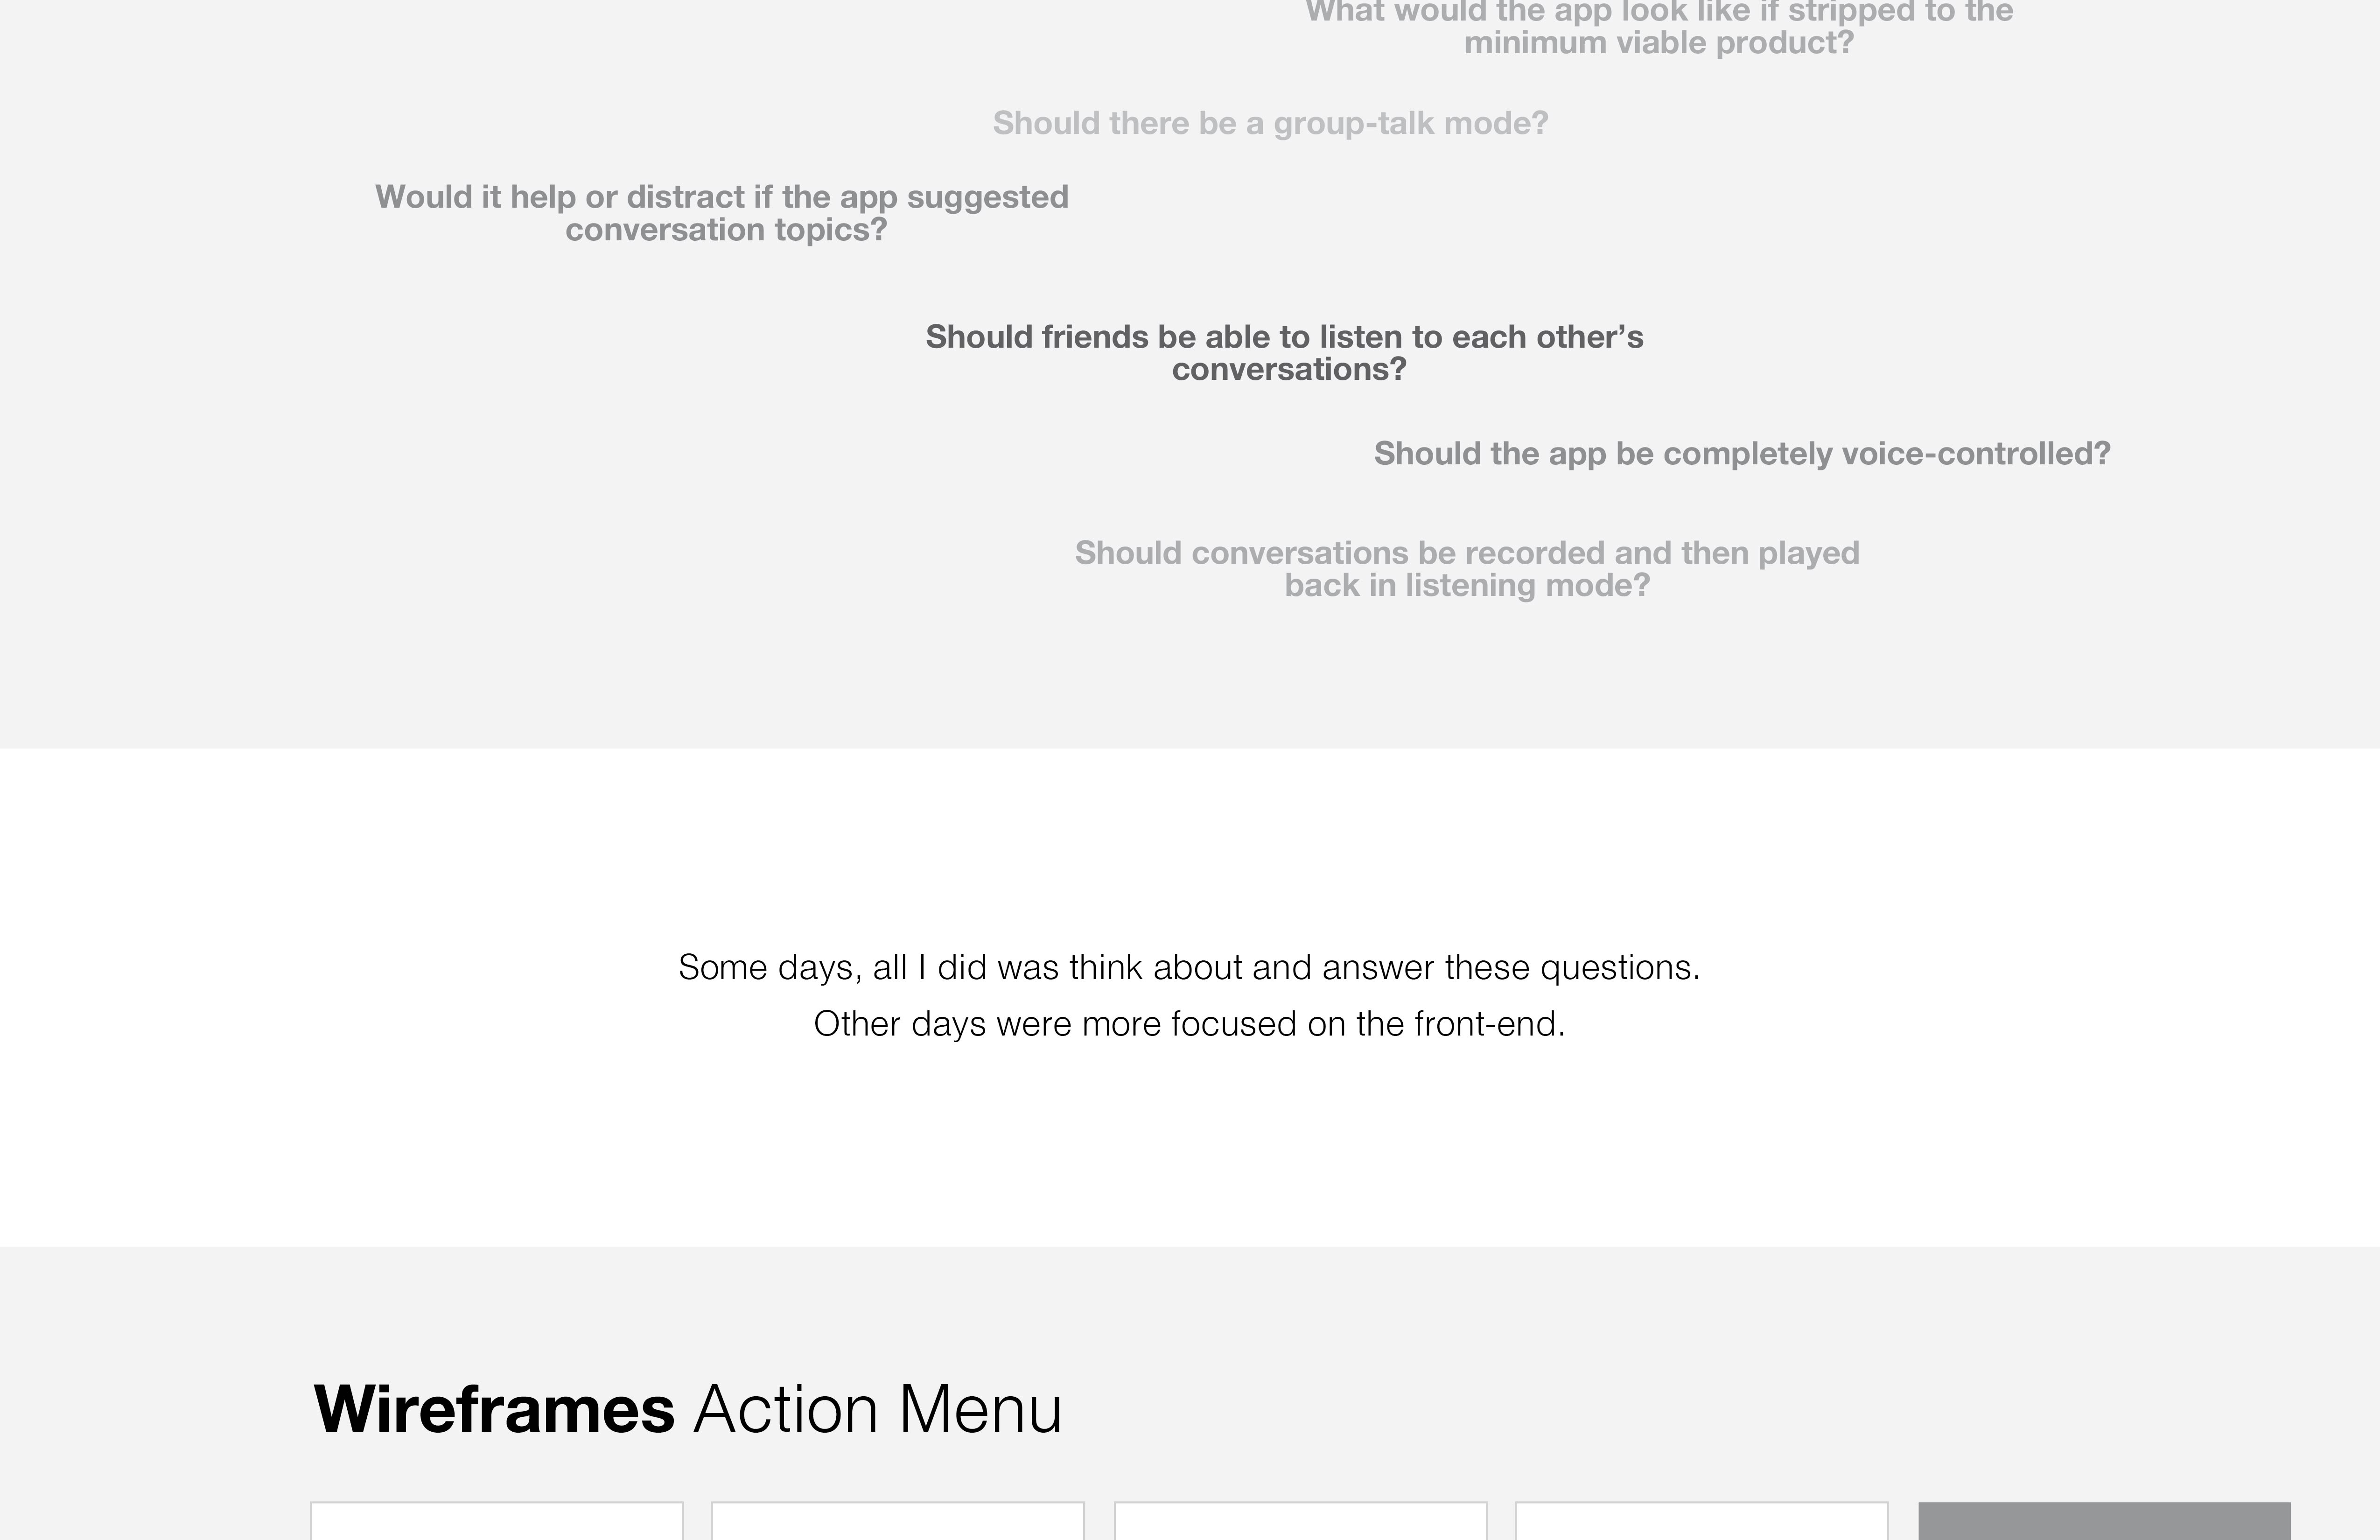 What would the app look like if stripped to the
minimum viable product?
Should there be a group-talk mode?
Would it help or distract if the app suggested
conversation topics?
Should friends be able to listen to each other’s
conversations?
Should the app be completely voice-controlled?
Should conversations be recorded and then played
back in listening mode?
Some days, all I did was think about and answer these questions.
Other days were more focused on the front-end.
Wireframes Action Menu